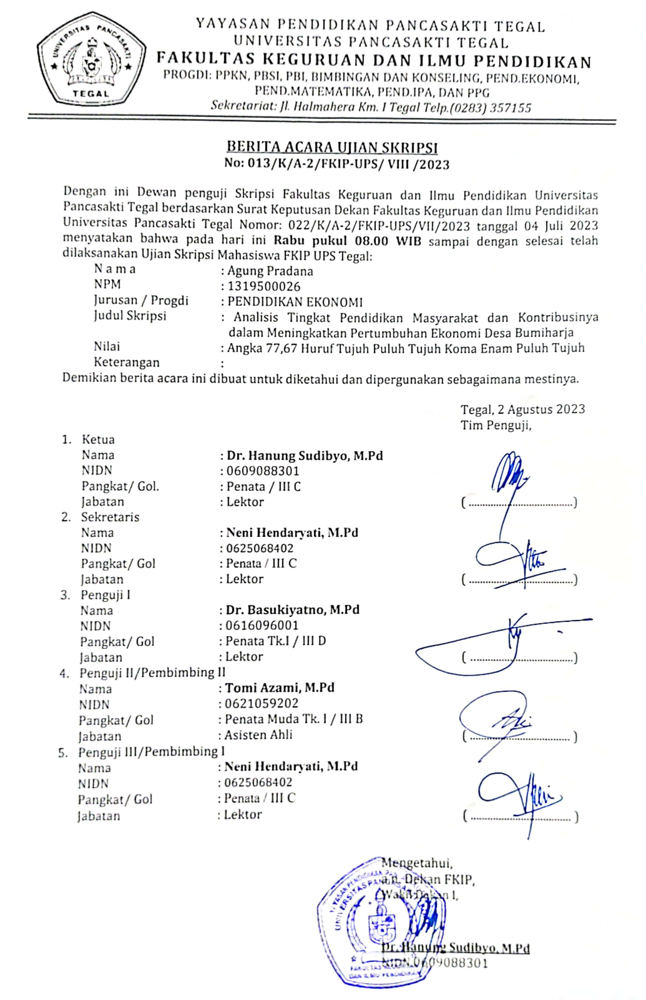 UNIVERSITAS PANCASAKTI
TEGAL
YAYASAN PENDIDIKAN PANCASAKTI TEGAL
UNIVERSITAS PANCASAKTI TEGAL
FAKULTAS KEGURUAN DAN ILMU PENDIDIKAN
PROGDI: PPKN, PBSI, PBI, BIMBINGAN DAN KONSELING, PEND.EKONOMI,
PEND.MATEMATIKA, PEND.IPA, DAN PPG
Sekretariat: Jl. Halmahera Km. I Tegal Telp.(0283) 357155
BERITA ACARA UJIAN SKRIPSI
No: 013/K/A-2/FKIP-UPS/ VIII /2023
Dengan ini Dewan penguji Skripsi Fakultas Keguruan dan Ilmu Pendidikan Universitas
Pancasakti Tegal berdasarkan Surat Keputusan Dekan Fakultas Keguruan dan Ilmu Pendidikan
Universitas Pancasakti Tegal Nomor: 022/K/A-2/FKIP-UPS/VII/2023 tanggal 04 Juli 2023
menyatakan bahwa pada hari ini Rabu pukul 08.00 WIB sampai dengan selesai telah
dilaksanakan Ujian Skripsi Mahasiswa FKIP UPS Tegal:
N a m a : Agung Pradana
NPM : 1319500026
Jurusan / Progdi : PENDIDIKAN EKONOMI
Judul Skripsi : Analisis Tingkat Pendidikan Masyarakat dan Kontribusinya
dalam Meningkatkan Pertumbuhan Ekonomi Desa Bumiharja
Nilai : Angka 77,67 Huruf Tujuh Puluh Tujuh Koma Enam Puluh Tujuh
Keterangan :
Demikian berita acara ini dibuat untuk diketahui dan dipergunakan sebagaimana mestinya.
Tegal, 2 Agustus 2023
Tim Penguji,
1. Ketua
Nama : Dr. Hanung Sudibyo, M.Pd
NIDN : 0609088301
Pangkat/ Gol. : Penata / III C
Jabatan : Lektor (.....................................)
2. Sekretaris
Nama : Neni Hendaryati, M.Pd
NIDN : 0625068402
Pangkat/ Gol : Penata / III C
Jabatan : Lektor (.....................................)
3. Penguji I
Nama : Dr. Basukiyatno, M.Pd
NIDN : 0616096001
Pangkat/ Gol : Penata Tk.I / III D
Jabatan : Lektor (.....................................)
4. Penguji II/Pembimbing II
Nama : Tomi Azami, M.Pd
NIDN : 0621059202
Pangkat/ Gol : Penata Muda Tk. I / III B
Jabatan : Asisten Ahli (.....................................)
5. Penguji III/Pembimbing I
Nama : Neni Hendaryati, M.Pd
NIDN : 0625068402
Pangkat/ Gol : Penata / III C
Jabatan : Lektor (.....................................)
Mengetahui,
a.n. Dekan FKIP,
Wakil Dekan I,
YAYASAN PENDIDIKAN
UNIVERSITAS PANCASAKTI
Dr. Hanung Sudibyo, M.Pd
NIDN.0609088301
DAN ILMU PENDIDIKAN